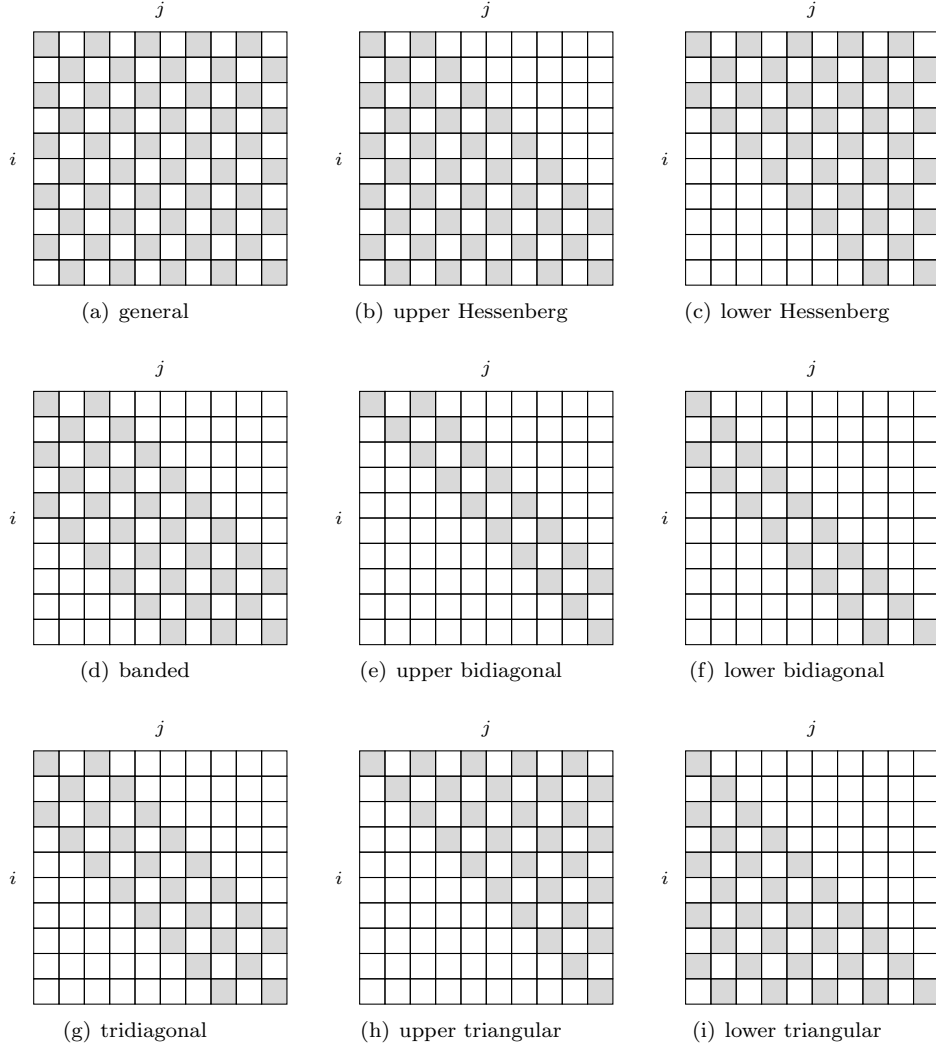 j j j
i i i
(a) general (b) upper Hessenberg (c) lower Hessenberg
j j j
i i i
(d) banded (e) upper bidiagonal (f) lower bidiagonal
j j j
i i i
(g) tridiagonal (h) upper triangular (i) lower triangular